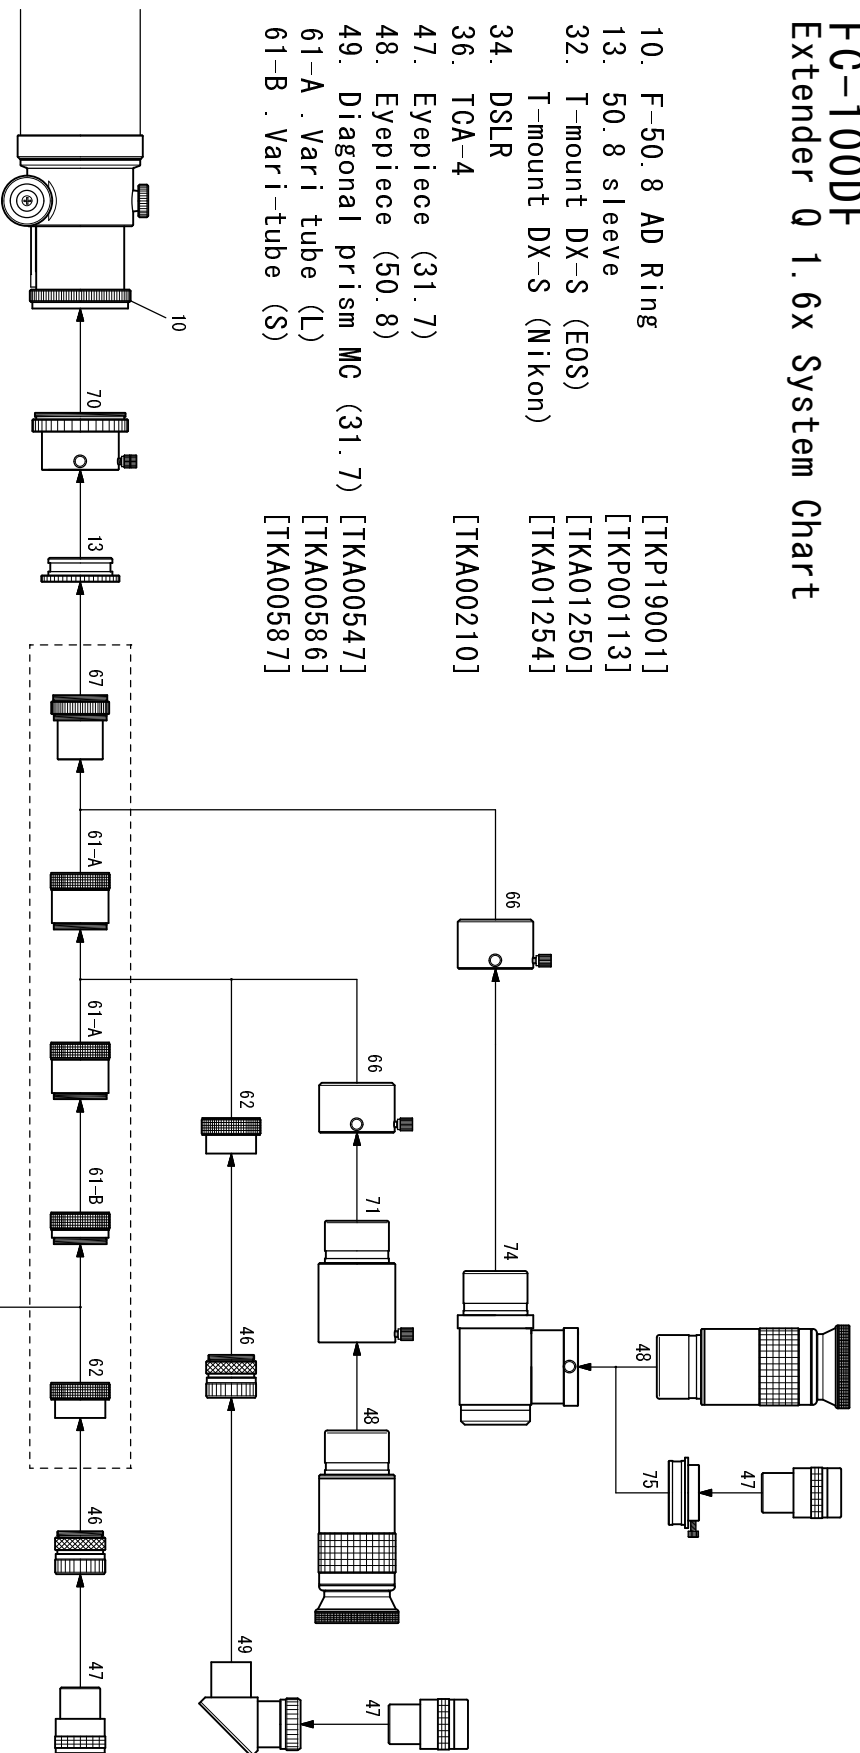 FC-100DF
Extender Q 1.6x System Chart
10. F-50.8 AD Ring [TKP19001]
13. 50.8 sleeve [TKP00113]
32. T-mount DX-S (EOS) [TKA01250]
T-mount DX-S (Nikon) [TKA01254]
34. DSLR
36. TCA-4 [TKA00210]
47. Eyepiece (31.7)
48. Eyepiece (50.8)
49. Diagonal prism MC (31.7) [TKA00547]
61-A .Vari tube (L) [TKA00586]
61-B .Vari-tube (S) [TKA00587]
48
75
47
66
74
66
71
48
62
46
49
47
10
70
13
67
61-A
61-A
61-B
62
46
47